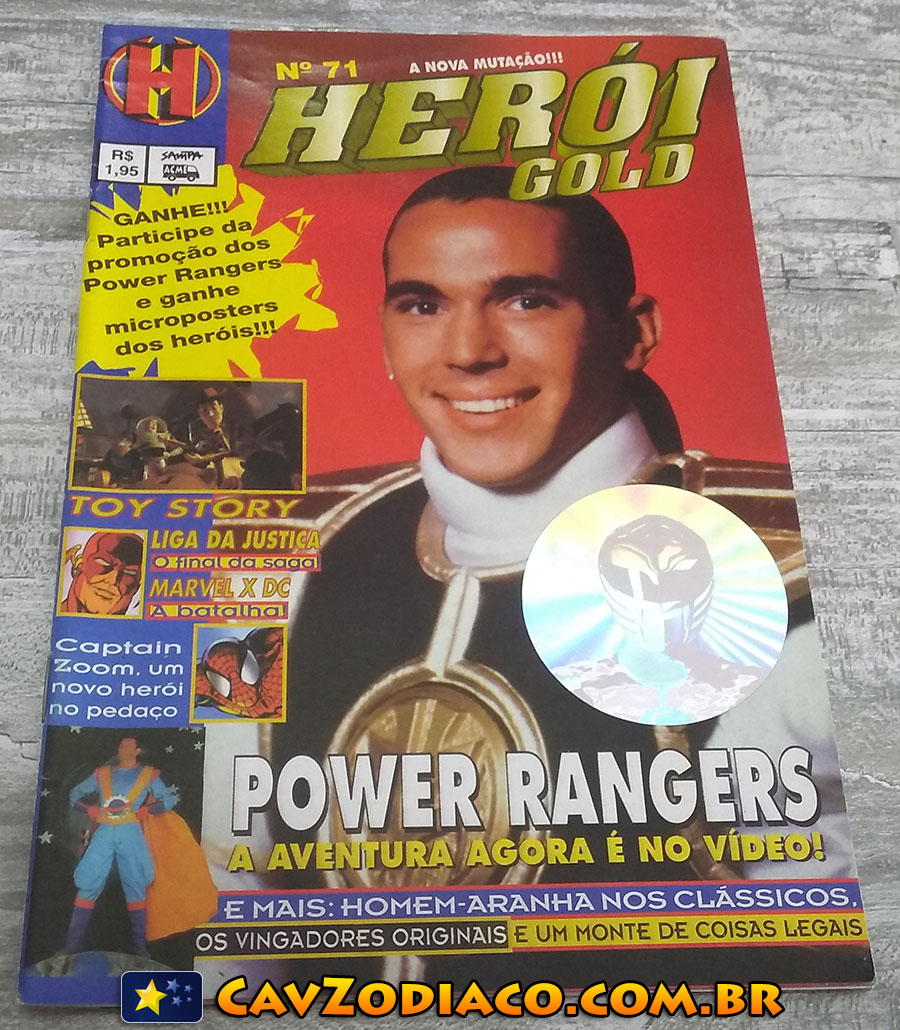 H
Nº 71
A NOVA MUTAÇÃO!!!
HERÓI
GOLD
R$
1,95
SAMPA
ACME
GANHE!!!
Participe da
promoção dos
Power Rangers
e ganhe
microposters
dos heróis!!!
TOY STORY
LIGA DA JUSTIÇA
O final da saga
MARVEL X DC
A batalha!
Captain
Zoom, um
novo herói
no pedaço
POWER RANGERS
A AVENTURA AGORA É NO VÍDEO!
E MAIS: HOMEM-ARANHA NOS CLÁSSICOS,
OS VINGADORES ORIGINAIS E UM MONTE DE COISAS LEGAIS
CavZodiaco.com.br